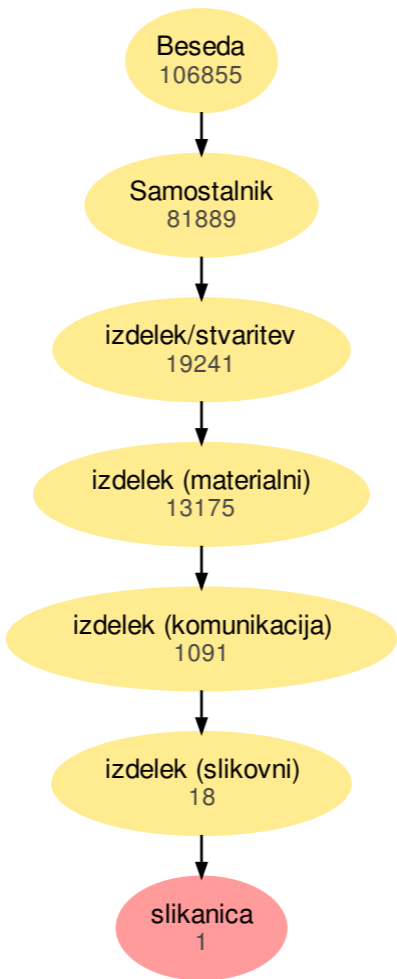 Beseda
106855
Samostalnik
81889
izdelek/stvaritev
19241
izdelek (materialni)
13175
izdelek (komunikacija)
1091
izdelek (slikovni)
18
slikanica
1